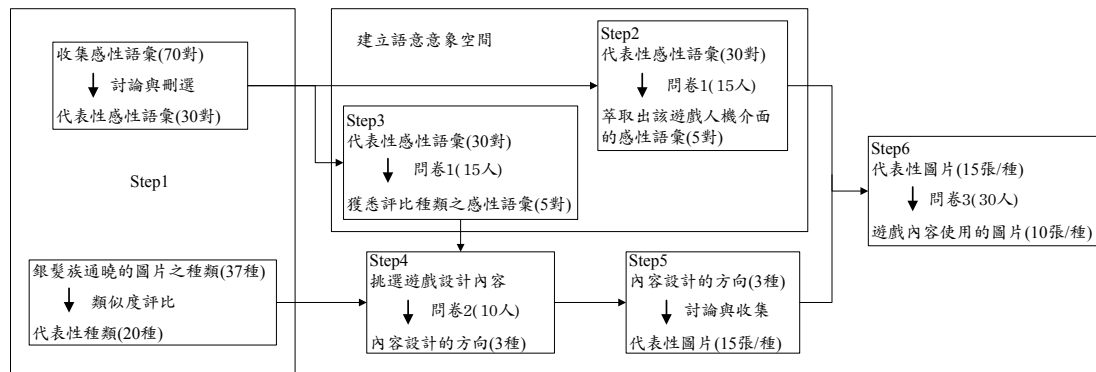 收集感性語彙(70對)
討論與刪選
代表性感性語彙(30對)
Step1
銀髮族通曉的圖片之種類(37種)
類似度評比
代表性種類(20種)
建立語意意象空間
Step2
代表性感性語彙(30對)
問卷1(15人)
萃取出該遊戲人機介面
的感性語彙(5對)
Step3
代表性感性語彙(30對)
問卷1(15人)
獲悉評比種類之感性語彙(5對)
Step4
挑選遊戲設計內容
問卷2(10人)
內容設計的方向(3種)
Step5
內容設計的方向(3種)
討論與收集
代表性圖片(15張/種)
Step6
代表性圖片(15張/種)
問卷3(30人)
遊戲內容使用的圖片(10張/種)